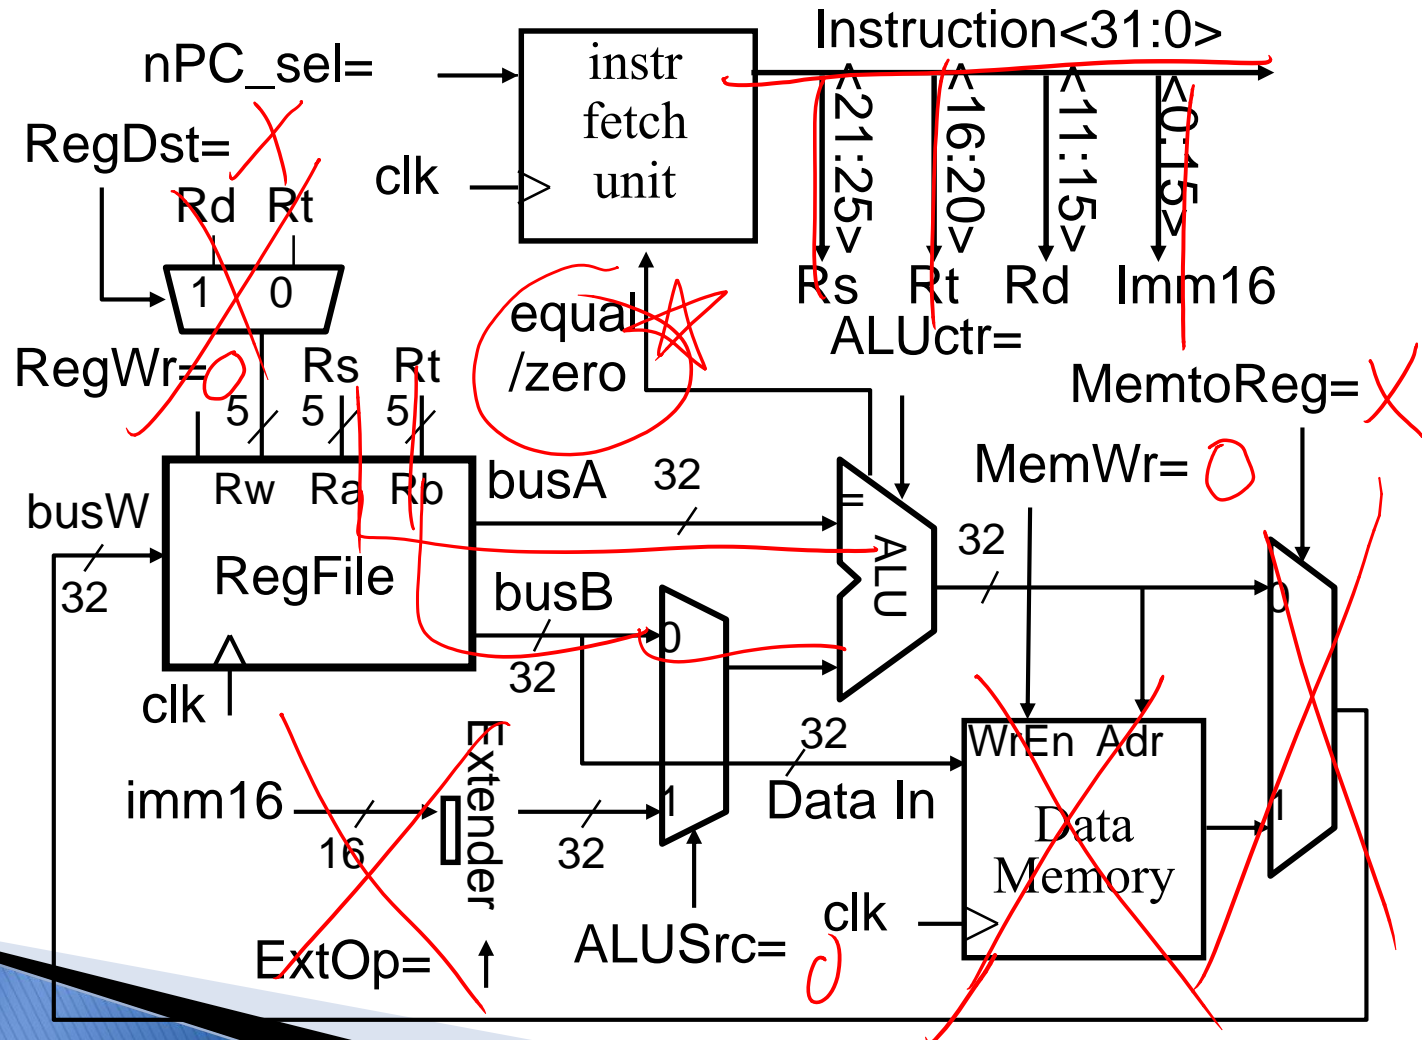 Instruction<31:0>
nPC_sel=
instr
fetch
unit
RegDst= X
clk
<21:25>
<16:20>
<11:15>
<0:15>
Rd Rt
1 0
Rs Rt Rd Imm16
equal
/zero
ALUctr=
RegWr= 0
Rs Rt
5 5 5
MemtoReg= X
MemWr= 0
Rw Ra Rb
busA 32
busW
32
RegFile
clk
busB
32
=
ALU
32
0
1
0
1
imm16
16
Extender
32
ExtOp=
ALUSrc= 0
32
Data In
WrEn Adr
Data
Memory
clk